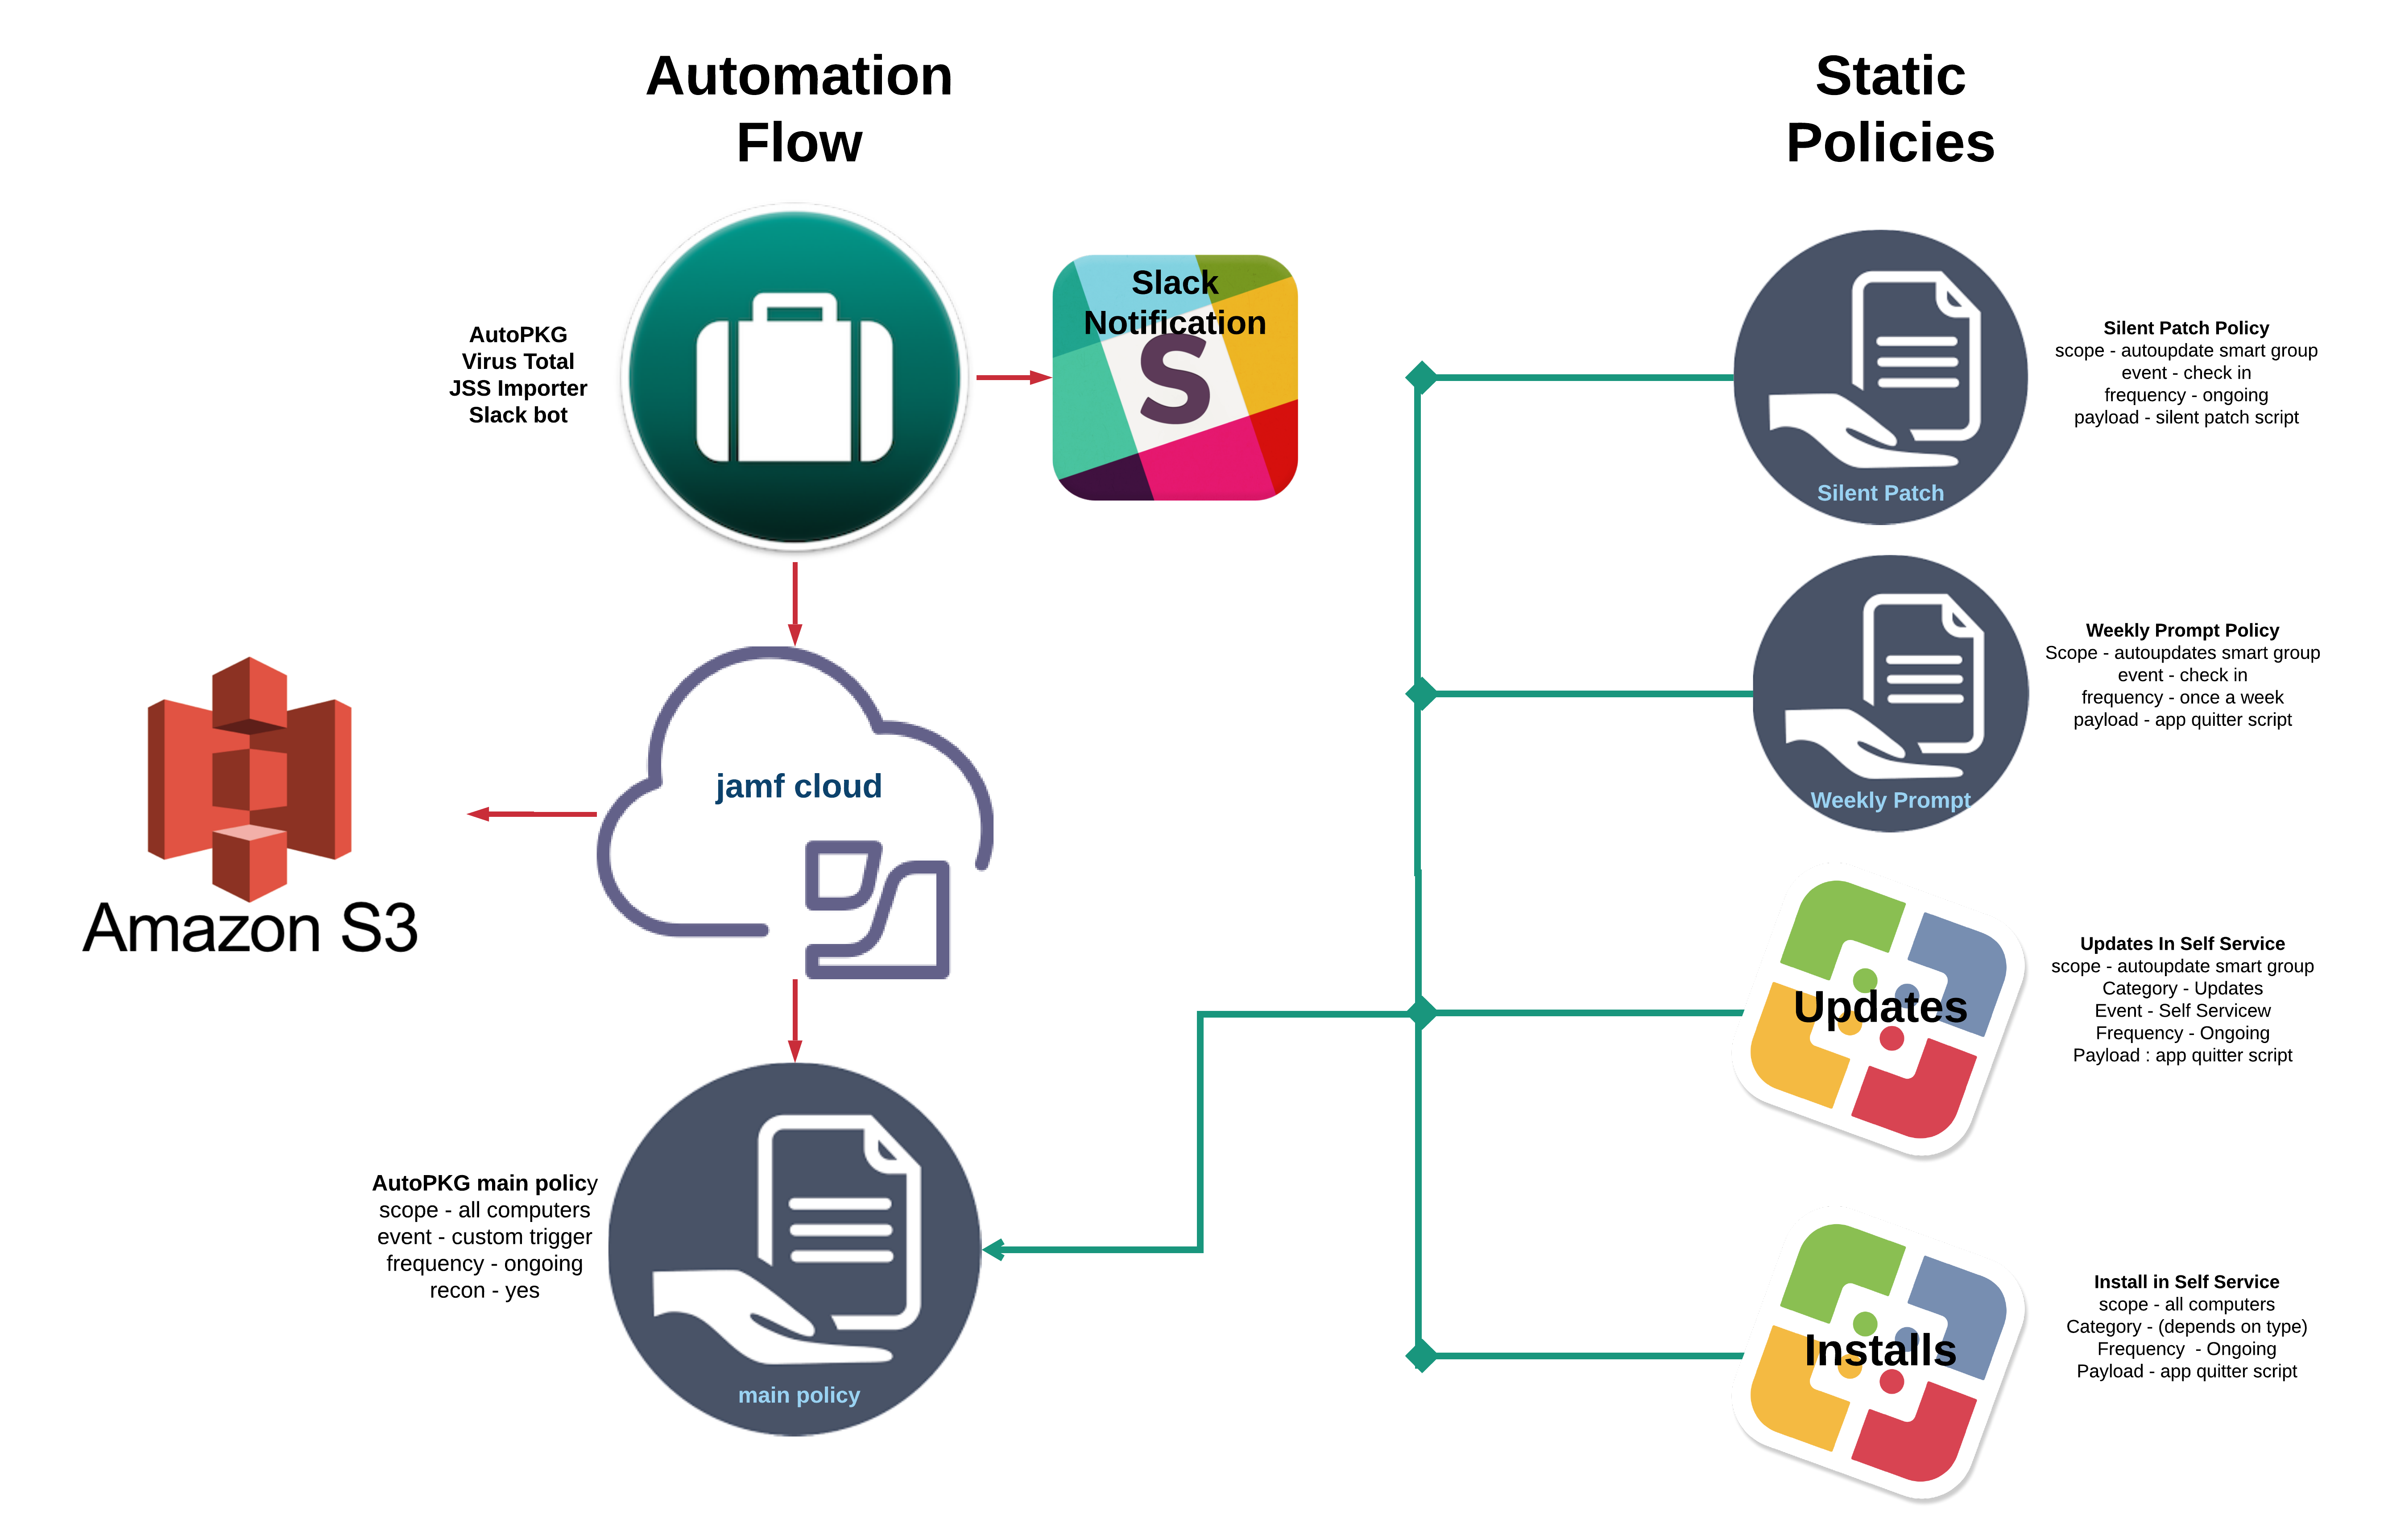 Automation
Flow
Static
Policies
AutoPKG
Virus Total
JSS Importer
Slack bot
Slack
Notification
S
Silent Patch
Silent Patch Policy
scope - autoupdate smart group
event - check in
frequency - ongoing
payload - silent patch script
Weekly Prompt
Weekly Prompt Policy
Scope - autoupdates smart group
event - check in
frequency - once a week
payload - app quitter script
Amazon S3
jamf cloud
Updates
Updates In Self Service
scope - autoupdate smart group
Category - Updates
Event - Self Servicew
Frequency - Ongoing
Payload : app quitter script
AutoPKG main policy
scope - all computers
event - custom trigger
frequency - ongoing
recon - yes
main policy
Installs
Install in Self Service
scope - all computers
Category - (depends on type)
Frequency  - Ongoing
Payload - app quitter script